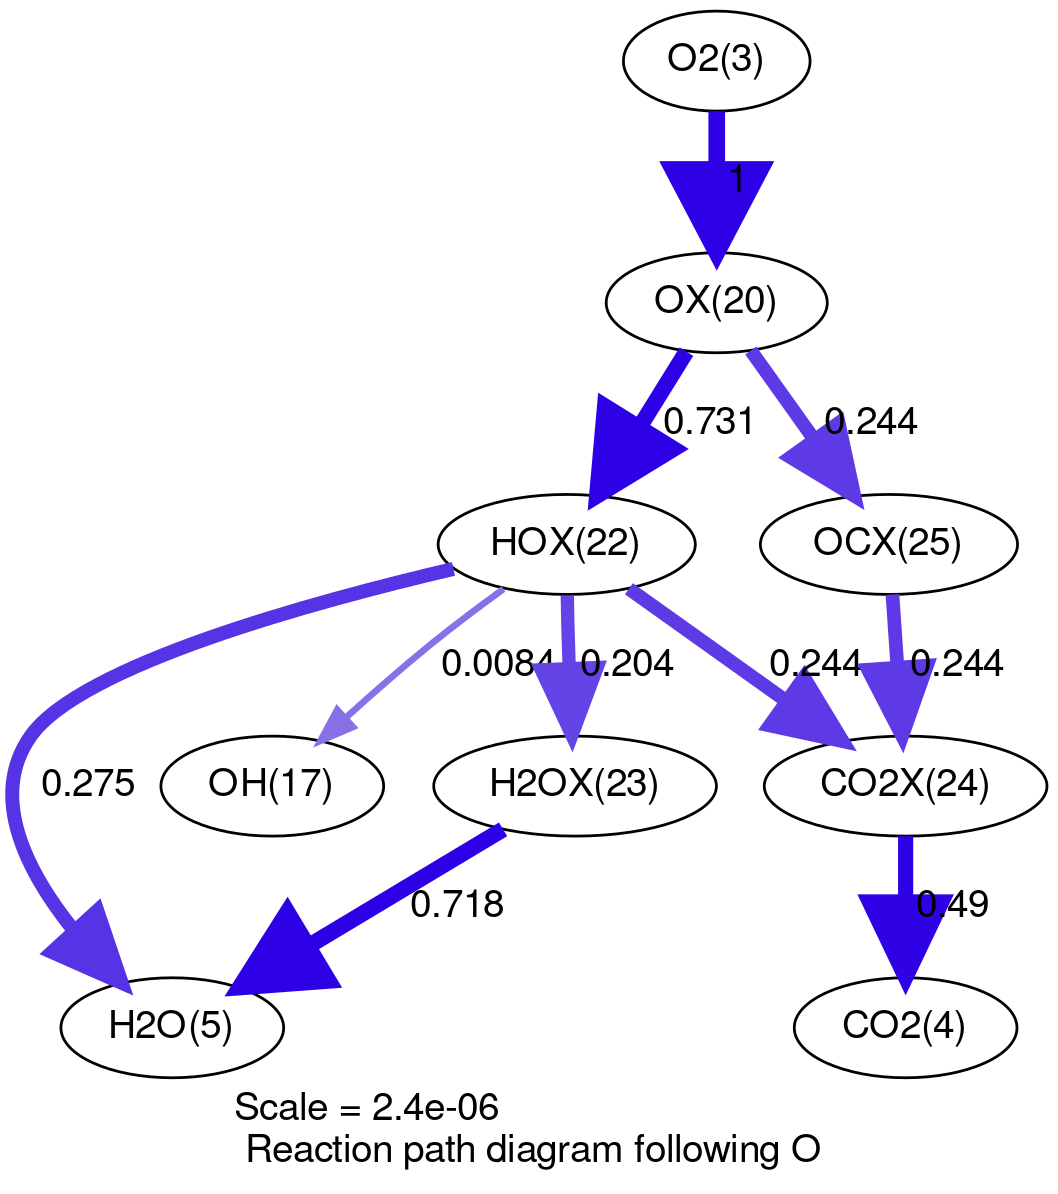 O2(3)
1
OX(20)
0.731
0.244
HOX(22)
OCX(25)
0.0084
0.204
0.244
0.244
0.275
OH(17)
H2OX(23)
CO2X(24)
0.718
0.49
H2O(5)
CO2(4)
Scale = 2.4e-06
Reaction path diagram following O